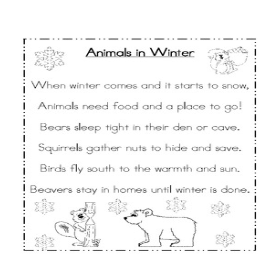 Animals in Winter
When winter comes and it starts to snow,
Animals need food and a place to go!
Bears sleep tight in their den or cave.
Squirrels gather nuts to hide and save.
Birds fly south to the warmth and sun.
Beavers stay in homes until winter is done.